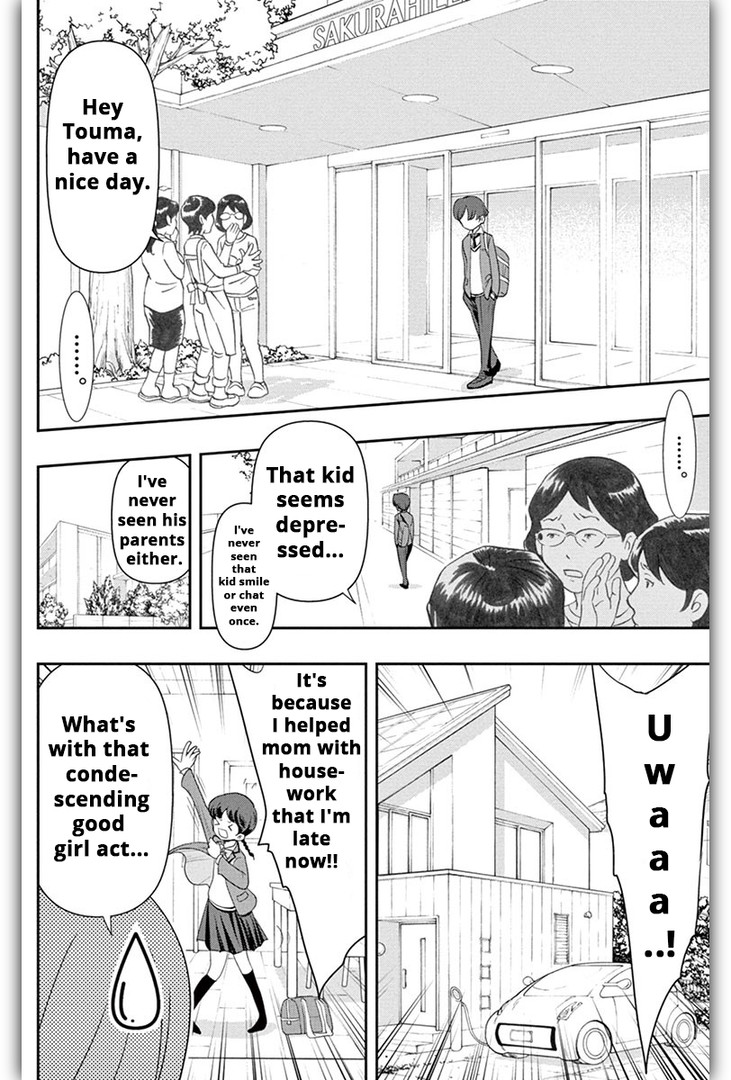 SAKURAHILL
Hey
Touma,
have a
nice day.
.......。
.......。
That kid
seems
depre-
ssed...
I've
never
seen
that
kid smile
or chat
even
once.
I've
never
seen his
parents
either.
U
w
a
a
a
..!
It's
because
I helped
mom with
house-
work
that I'm
late
now!!
What's
with that
conde-
scending
good
girl act...